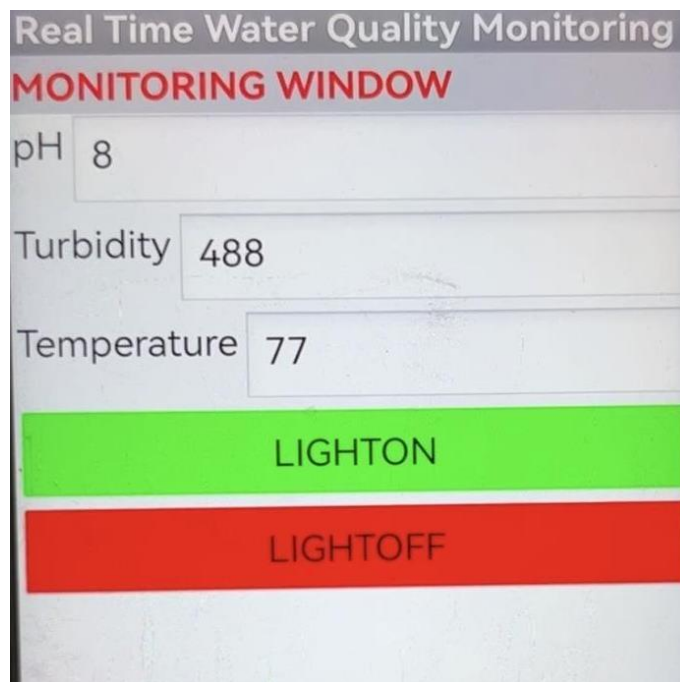 Real Time Water Quality Monitoring
MONITORING WINDOW
pH 8
Turbidity 488
Temperature 77
LIGHTON
LIGHTOFF